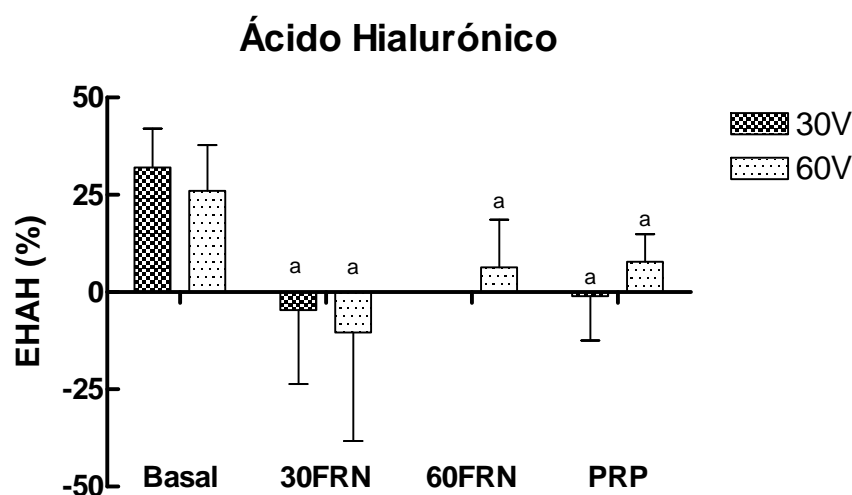 Ácido Hialurónico
50
25
0
-25
-50
EHAH (%)
a a a a a
Basal 30FRN 60FRN PRP
30V
60V